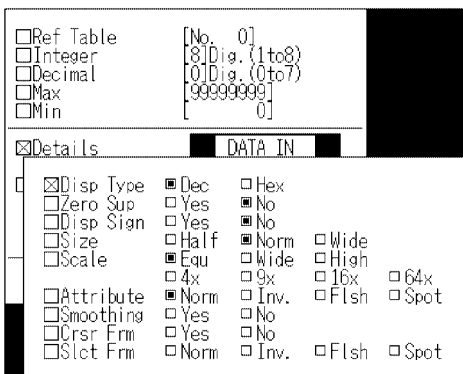 Ref Table [No. 0]
Integer [8]Dig.(1to8)
Decimal [0]Dig.(0to7)
Max [99999999]
Min [ 0]
Details DATA IN
Disp Type Dec Hex
Zero Sup Yes No
Disp Sign Yes No
Size Half Norm Wide
Scale Equ Wide High
4x 9x 16x 64x
Attribute Norm Inv. Flsh Spot
Smoothing Yes No
Crsr Frm Yes No
Slct Frm Norm Inv. Flsh Spot